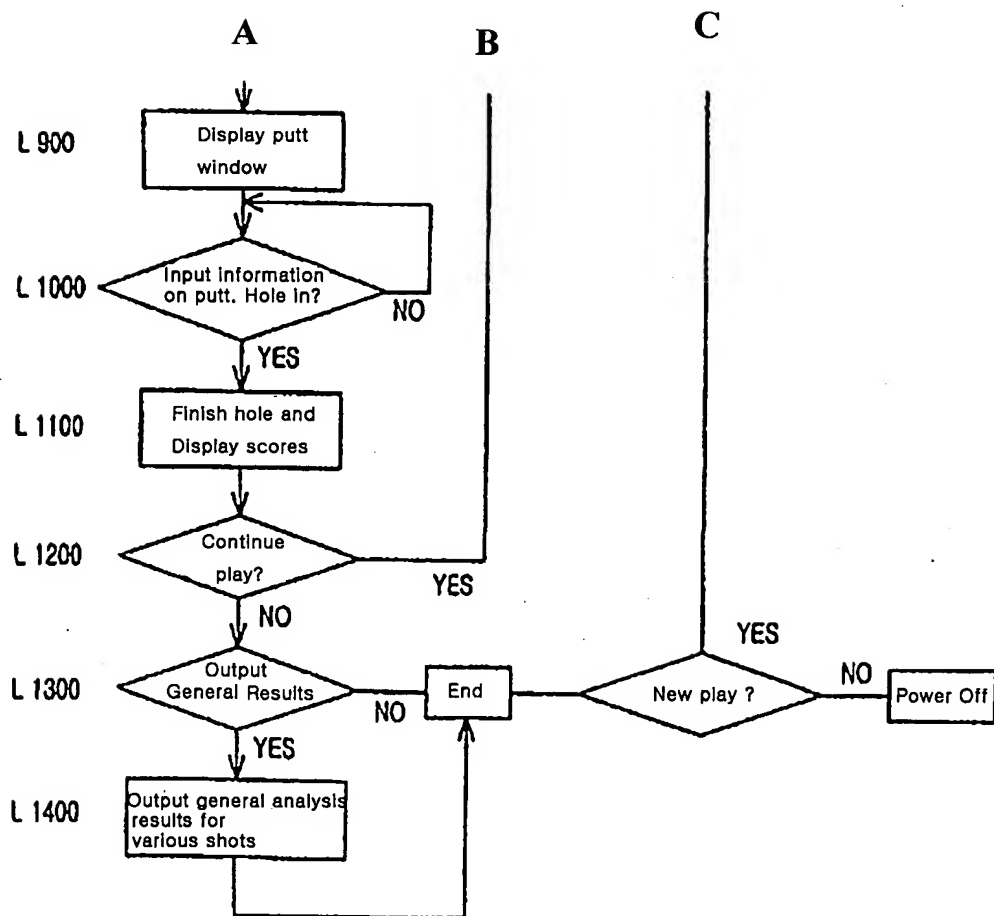 A
B
C
L 900
Display putt
window
L 1000
Input information
on putt. Hole in?
NO
YES
L 1100
Finish hole and
Display scores
L 1200
Continue
play?
YES
NO
L 1300
Output
General Results
NO
End
New play ?
YES
NO
Power Off
YES
L 1400
Output general analysis
results for
various shots